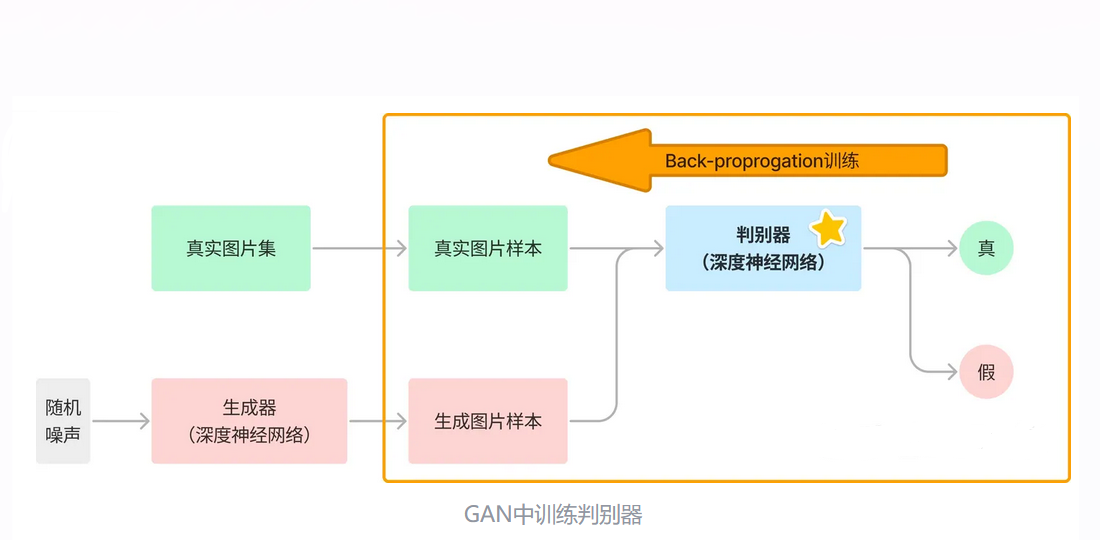 Back-proprogation训练
真实图片集
真实图片样本
判别器
（深度神经网络）
真
假
随机
噪声
生成器
（深度神经网络）
生成图片样本
GAN中训练判别器